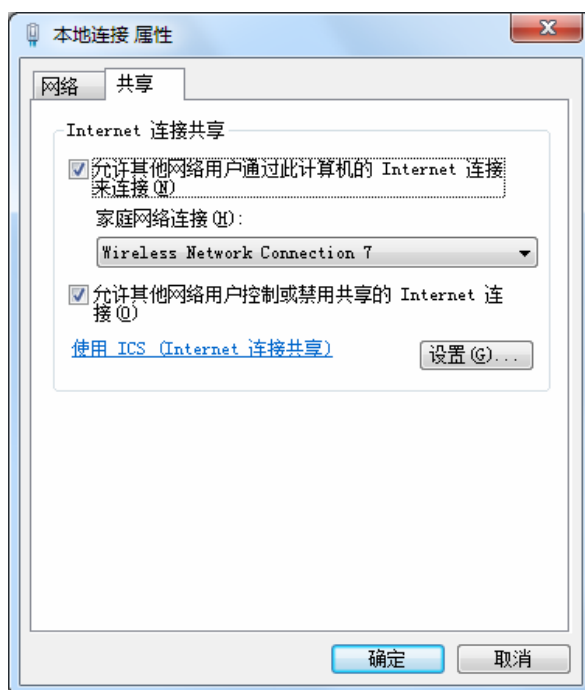 本地连接 属性
网络
共享
Internet 连接共享
允许其他网络用户通过此计算机的 Internet 连接
来连接(N)
家庭网络连接(H):
Wireless Network Connection 7
允许其他网络用户控制或禁用共享的 Internet 连
接(O)
使用 ICS (Internet 连接共享)
设置(G)...
确定
取消